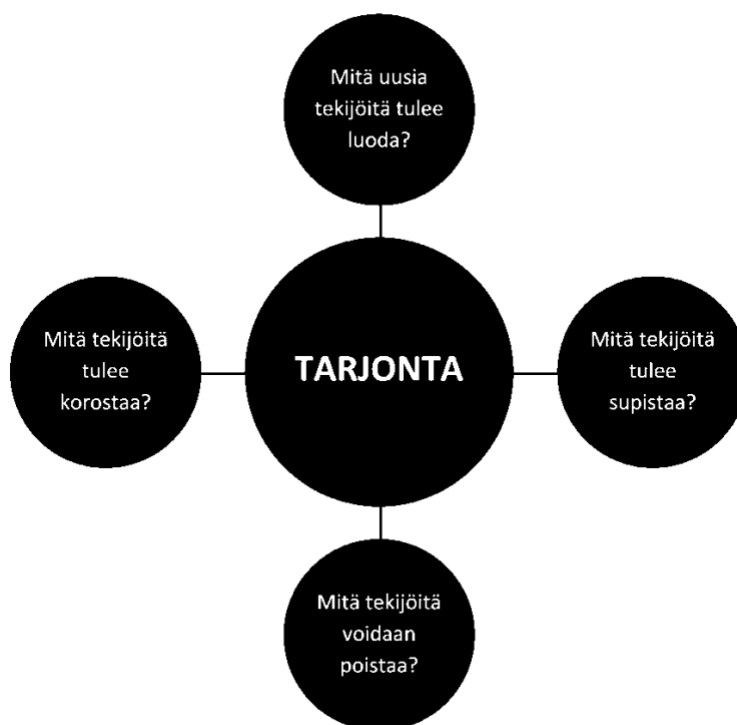 Mitä uusia
tekijöitä tulee
luoda?
Mitä tekijöitä
tulee
korostaa?
TARJONTA
Mitä tekijöitä
tulee
supistaa?
Mitä tekijöitä
voidaan
poistaa?